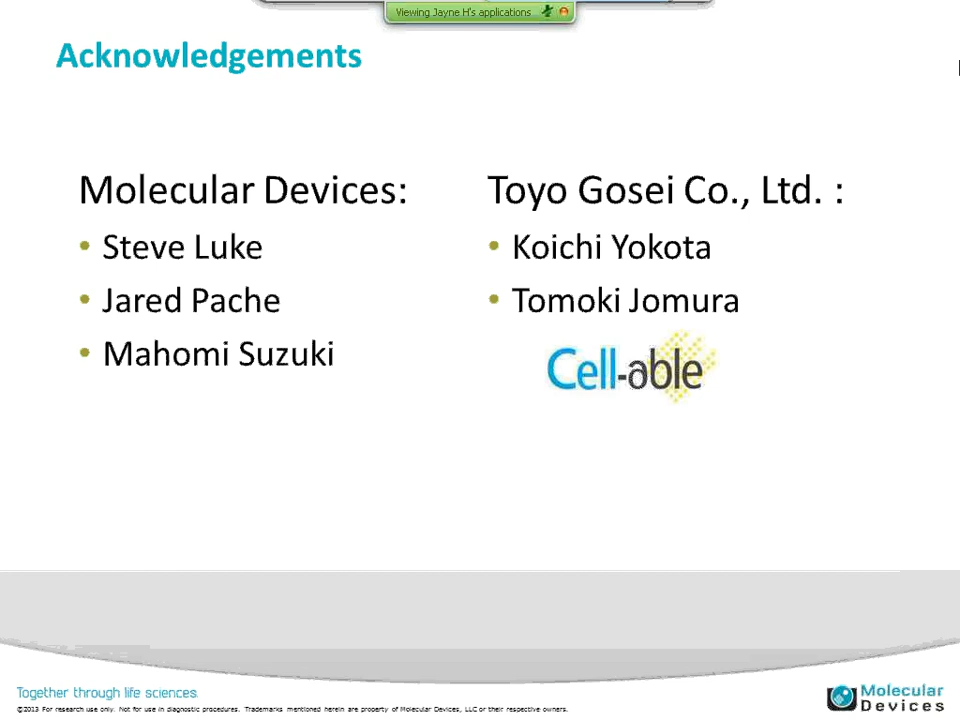 Viewing Jayne H's applications
Acknowledgements
Molecular Devices:
• Steve Luke
• Jared Pache
• Mahomi Suzuki
Toyo Gosei Co., Ltd. :
• Koichi Yokota
• Tomoki Jomura
Cell-able
Together through life sciences.
©2013 For research use only. Not for use in diagnostic procedures. Trademarks mentioned herein are property of Molecular Devices, LLC or their respective owners.
Molecular
Devices